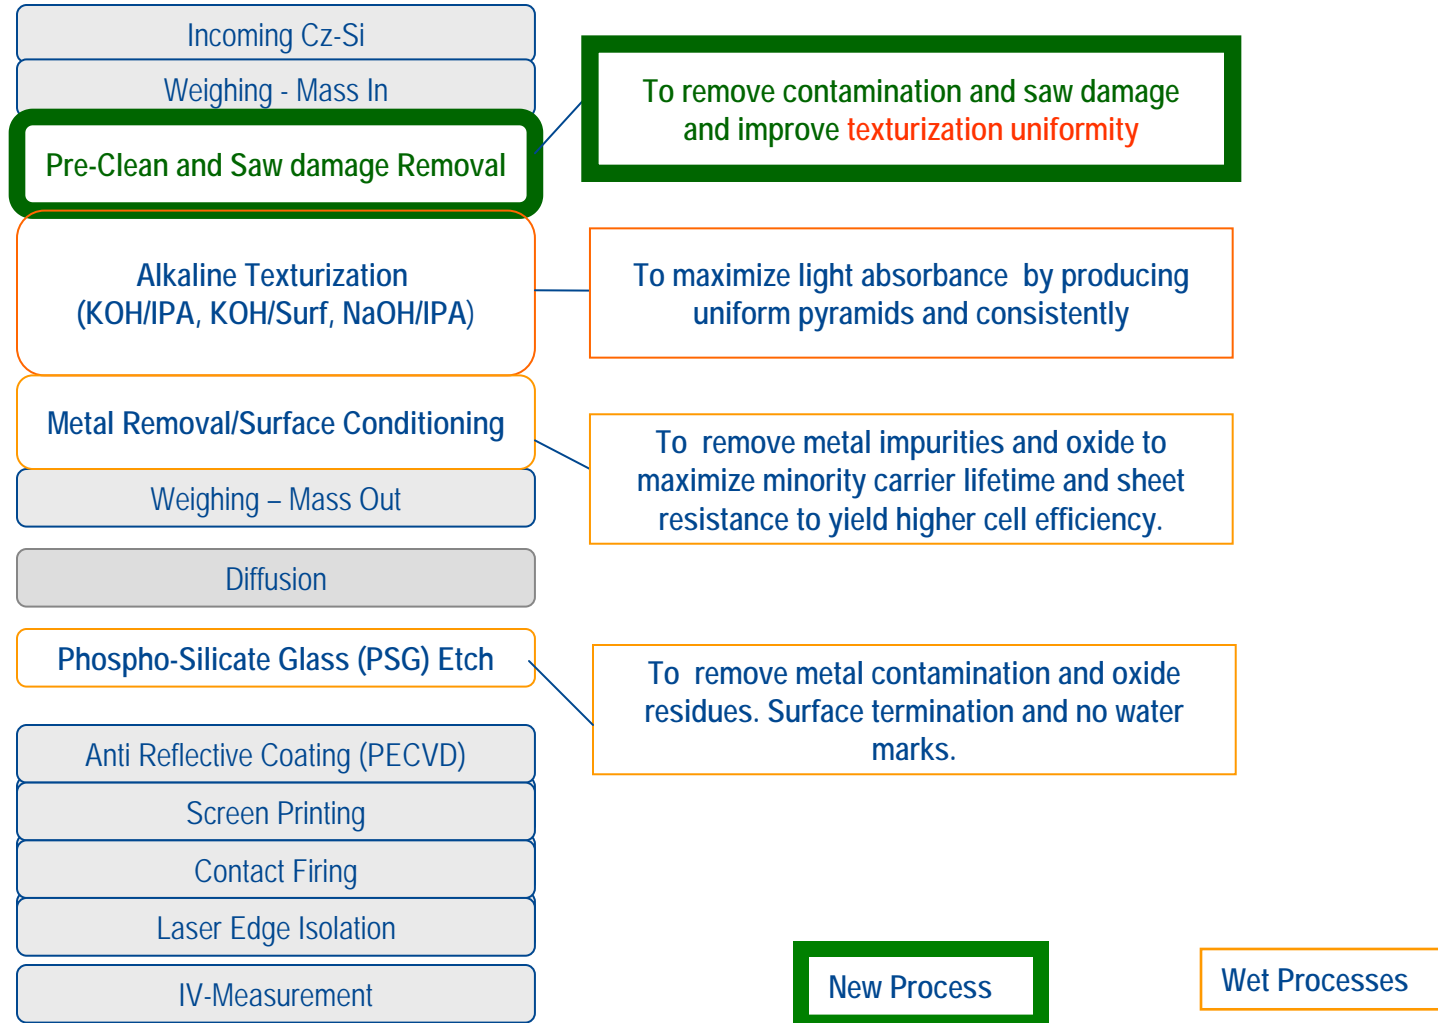 Incoming Cz-Si
Weighing - Mass In
Pre-Clean and Saw damage Removal
To remove contamination and saw damage
and improve texturization uniformity
Alkaline Texturization
(KOH/IPA, KOH/Surf, NaOH/IPA)
To maximize light absorbance by producing
uniform pyramids and consistently
Metal Removal/Surface Conditioning
To remove metal impurities and oxide to
maximize minority carrier lifetime and sheet
resistance to yield higher cell efficiency.
Weighing – Mass Out
Diffusion
Phospho-Silicate Glass (PSG) Etch
To remove metal contamination and oxide
residues. Surface termination and no water
marks.
Anti Reflective Coating (PECVD)
Screen Printing
Contact Firing
Laser Edge Isolation
IV-Measurement
New Process
Wet Processes